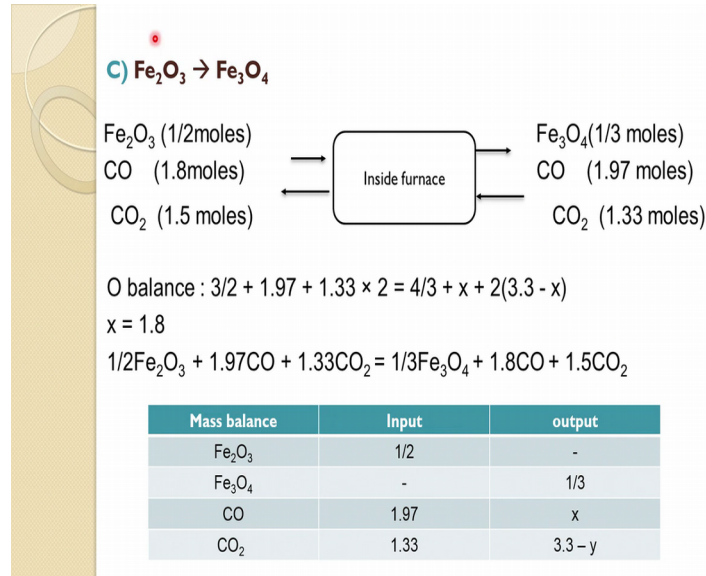 C) Fe₂O₃ → Fe₃O₄
Fe₂O₃ (1/2moles)
CO (1.8moles)
CO₂ (1.5 moles)
Inside furnace
Fe₃O₄(1/3 moles)
CO (1.97 moles)
CO₂ (1.33 moles)
O balance : 3/2 + 1.97 + 1.33 × 2 = 4/3 + x + 2(3.3 - x)
x = 1.8
1/2Fe₂O₃ + 1.97CO + 1.33CO₂ = 1/3Fe₃O₄ + 1.8CO + 1.5CO₂
Mass balance Input output
Fe₂O₃ 1/2 -
Fe₃O₄ - 1/3
CO 1.97 x
CO₂ 1.33 3.3 – y